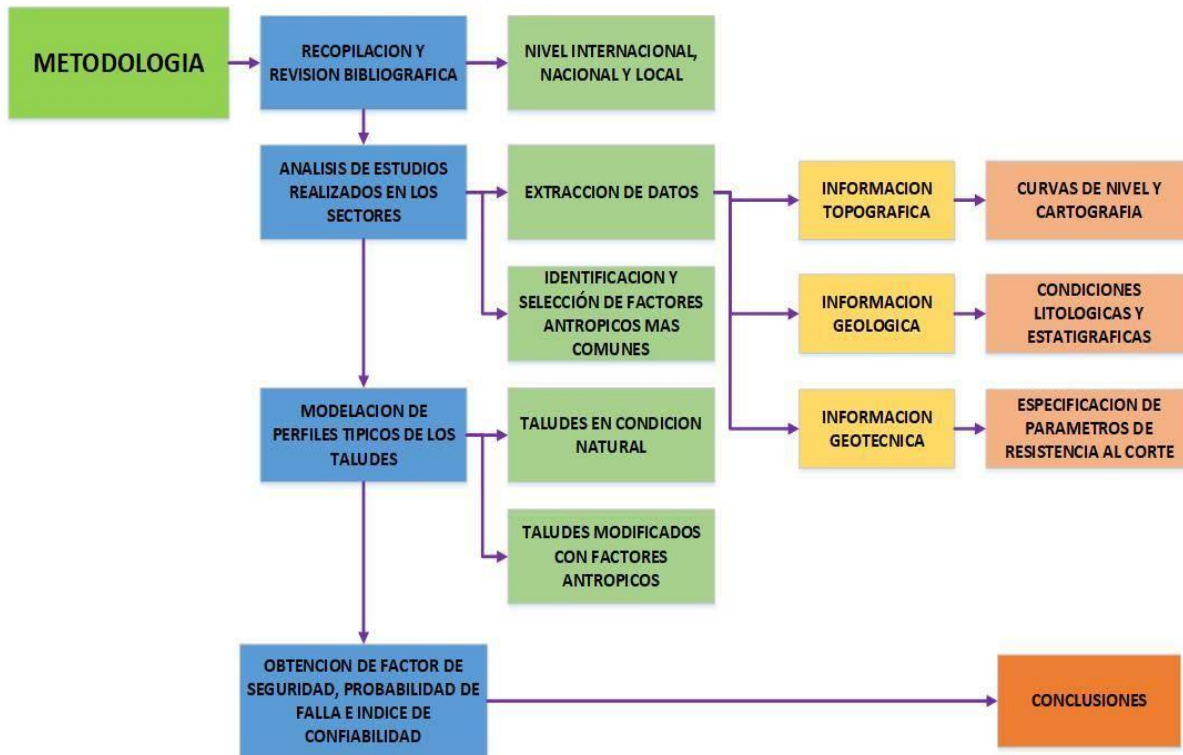 METODOLOGIA
RECOPILACION Y
REVISION BIBLIOGRAFICA
NIVEL INTERNACIONAL,
NACIONAL Y LOCAL
ANALISIS DE ESTUDIOS
REALIZADOS EN LOS
SECTORES
EXTRACCION DE DATOS
INFORMACION
TOPOGRAFICA
CURVAS DE NIVEL Y
CARTOGRAFIA
IDENTIFICACION Y
SELECCIÓN DE FACTORES
ANTROPICOS MAS
COMUNES
INFORMACION
GEOLOGICA
CONDICIONES
LITOLOGICAS Y
ESTATIGRAFICAS
MODELACION DE
PERFILES TIPICOS DE LOS
TALUDES
TALUDES EN CONDICION
NATURAL
INFORMACION
GEOTECNICA
ESPECIFICACION DE
PARAMETROS DE
RESISTENCIA AL CORTE
TALUDES MODIFICADOS
CON FACTORES
ANTROPICOS
OBTENCION DE FACTOR DE
SEGURIDAD, PROBABILIDAD DE
FALLA E INDICE DE
CONFIABILIDAD
CONCLUSIONES